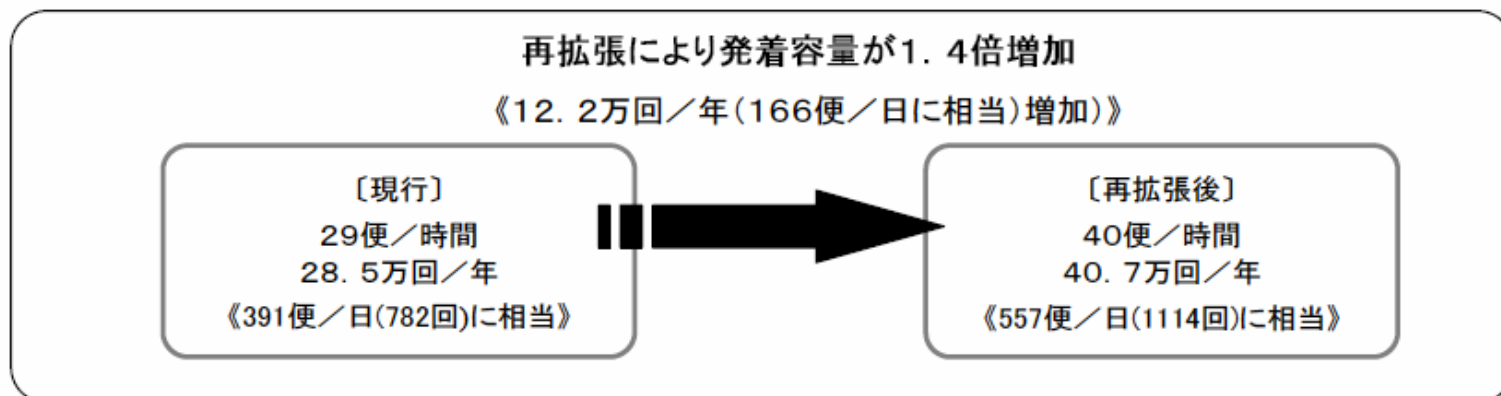 再拡張により発着容量が1．4倍増加
《12．2万回／年（166便／日に相当）増加）》
〔現行〕
29便／時間
28．5万回／年
《391便／日(782回)に相当》
〔再拡張後〕
40便／時間
40．7万回／年
《557便／日(1114回)に相当》